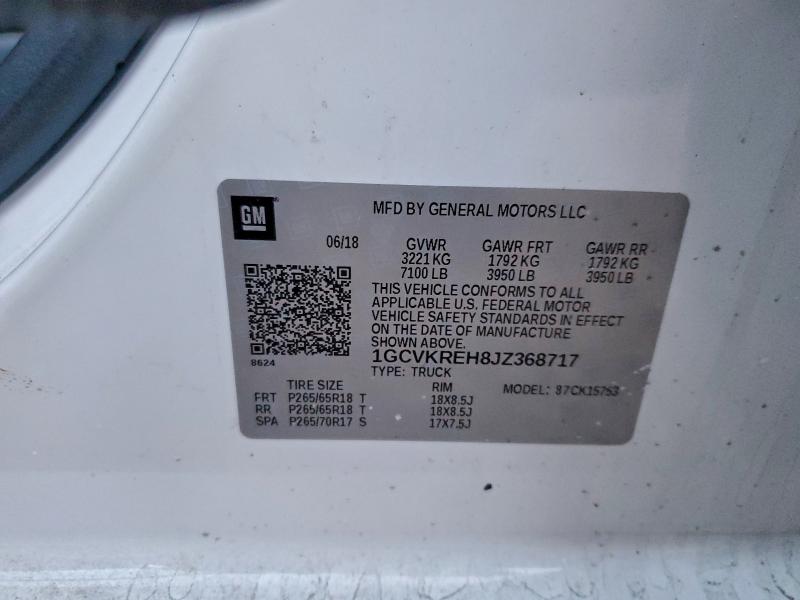 GM
MFD BY GENERAL MOTORS LLC
06/18 GVWR GAWR FRT GAWR RR
3221 KG 1792 KG 1792 KG
7100 LB 3950 LB 3950 LB
THIS VEHICLE CONFORMS TO ALL
APPLICABLE U.S. FEDERAL MOTOR
VEHICLE SAFETY STANDARDS IN EFFECT
ON THE DATE OF MANUFACTURE
SHOWN ABOVE.
8624 1GCVKREH8JZ368717
TYPE: TRUCK
TIRE SIZE RIM MODEL: 87CK15753
FRT P265/65R18 T 18X8.5J
RR P265/65R18 T 18X8.5J
SPA P265/70R17 S 17X7.5J